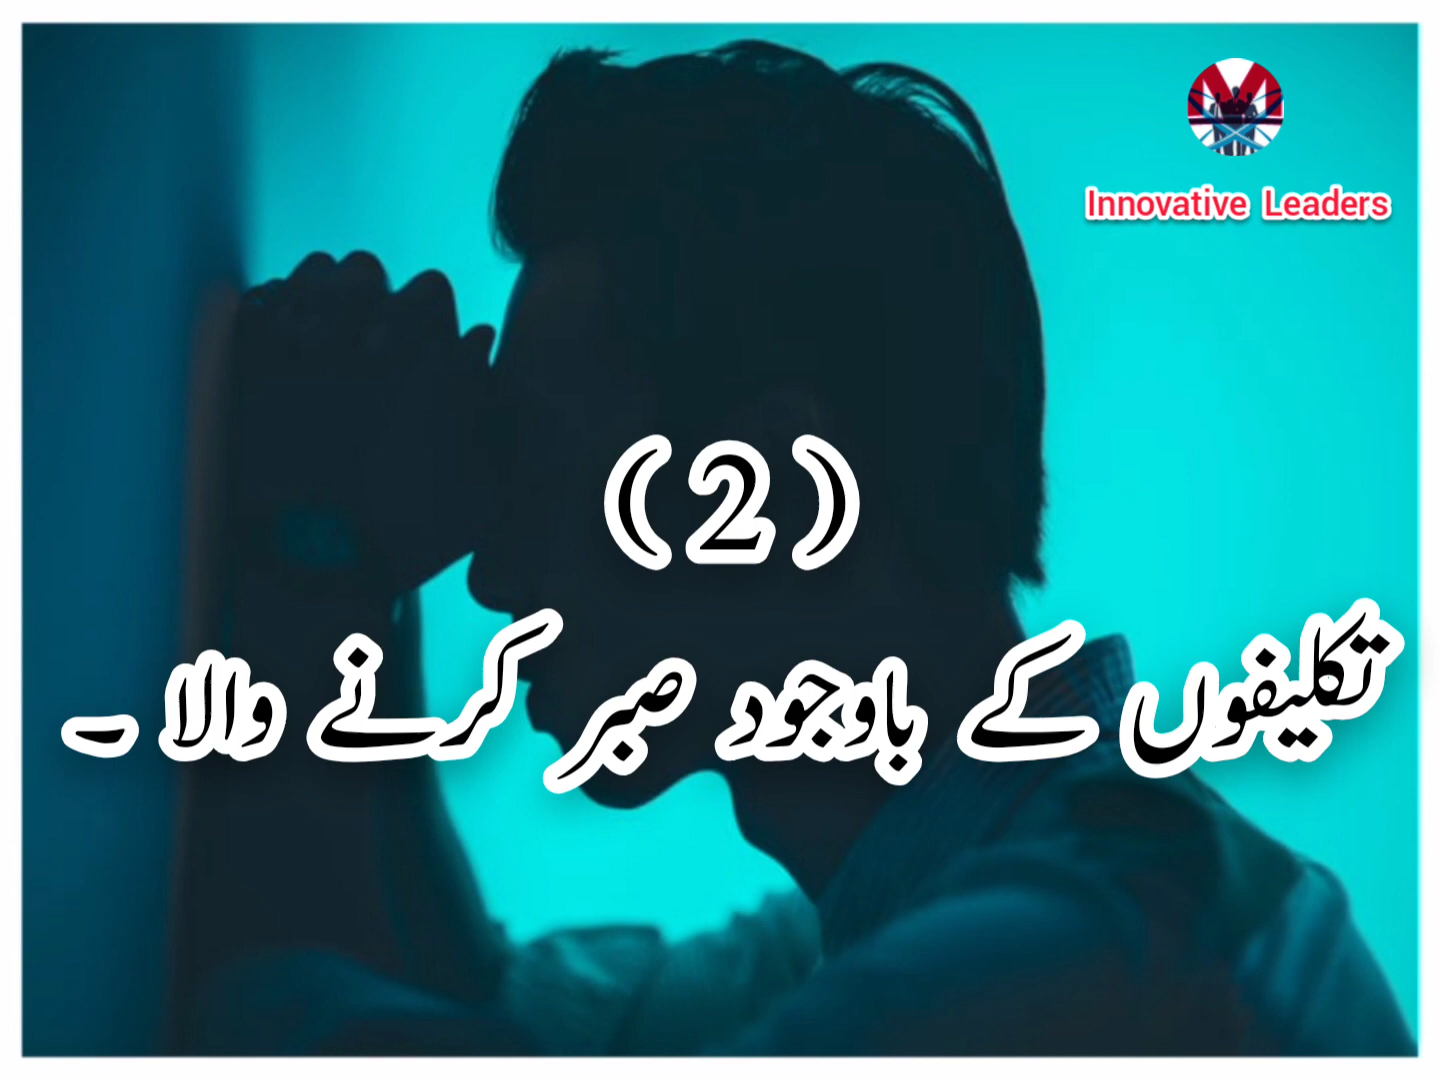 Innovative Leaders
(2)
تکلیفوں کے باوجود صبر کرنے والا ۔